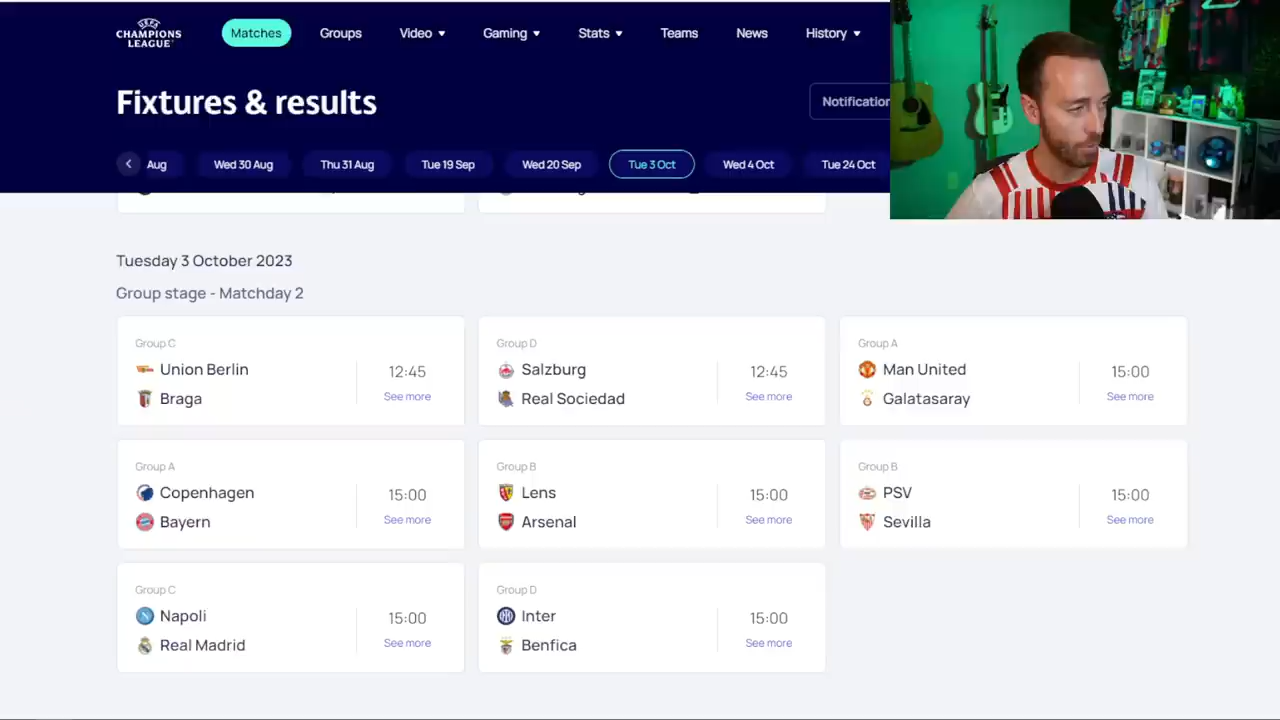 UEFA
CHAMPIONS
LEAGUE
Matches
Groups
Video
Gaming
Stats
Teams
News
History
Fixtures & results
Notification
Aug
Wed 30 Aug
Thu 31 Aug
Tue 19 Sep
Wed 20 Sep
Tue 3 Oct
Wed 4 Oct
Tue 24 Oct
Tuesday 3 October 2023
Group stage - Matchday 2
Group C
Union Berlin
Braga
12:45
See more
Group D
Salzburg
Real Sociedad
12:45
See more
Group A
Man United
Galatasaray
15:00
See more
Group A
Copenhagen
Bayern
15:00
See more
Group B
Lens
Arsenal
15:00
See more
Group B
PSV
Sevilla
15:00
See more
Group C
Napoli
Real Madrid
15:00
See more
Group D
Inter
Benfica
15:00
See more